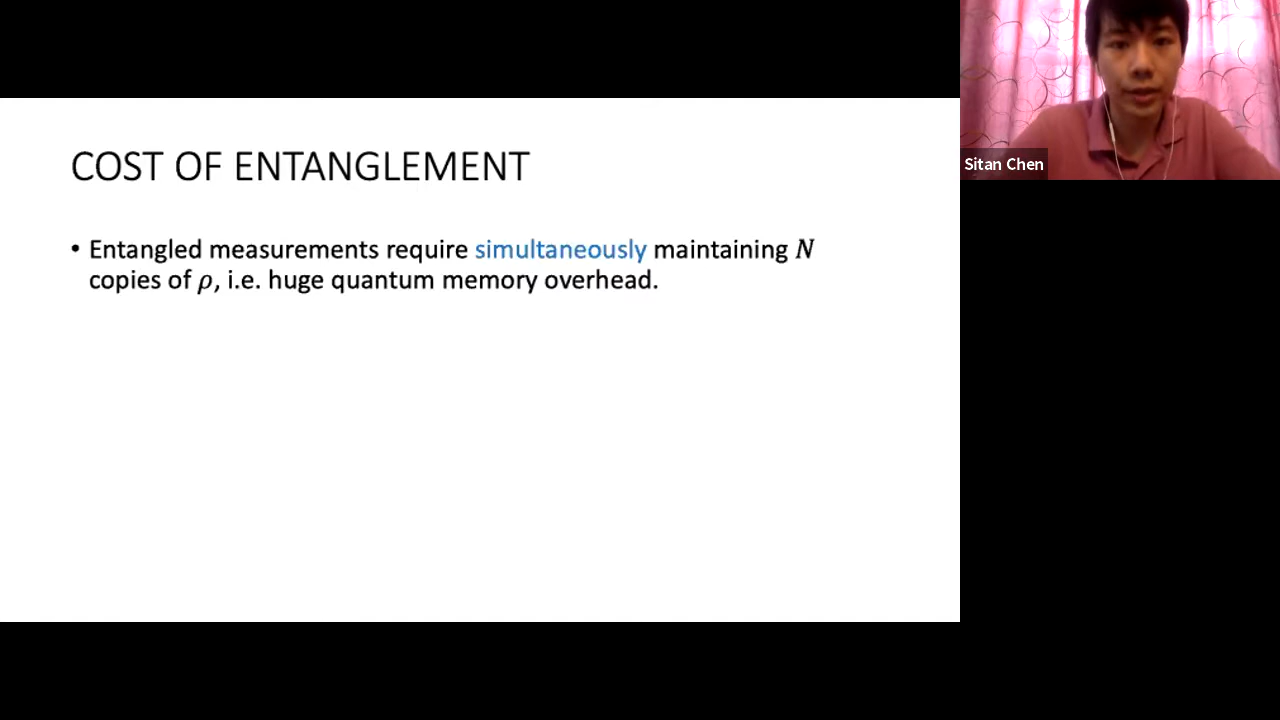 COST OF ENTANGLEMENT
• Entangled measurements require simultaneously maintaining N
copies of ρ, i.e. huge quantum memory overhead.
Sitan Chen